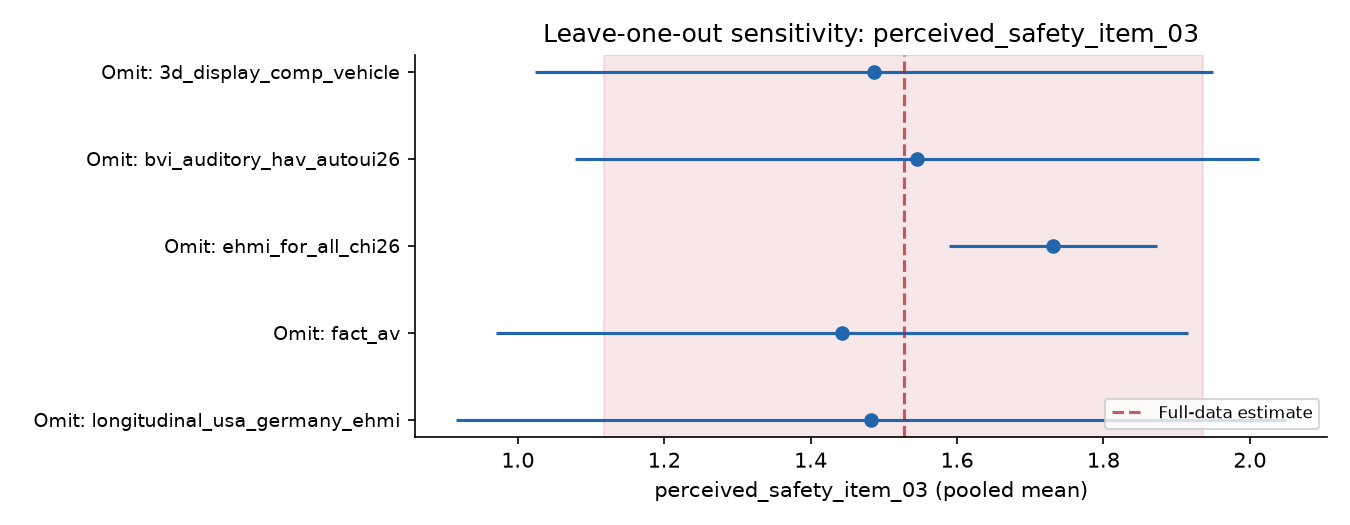 Leave-one-out sensitivity: perceived_safety_item_03
Omit: 3d_display_comp_vehicle
Omit: bvi_auditory_hav_autoui26
Omit: ehmi_for_all_chi26
Omit: fact_av
Omit: longitudinal_usa_germany_ehmi
Full-data estimate
1.0 1.2 1.4 1.6 1.8 2.0
perceived_safety_item_03 (pooled mean)